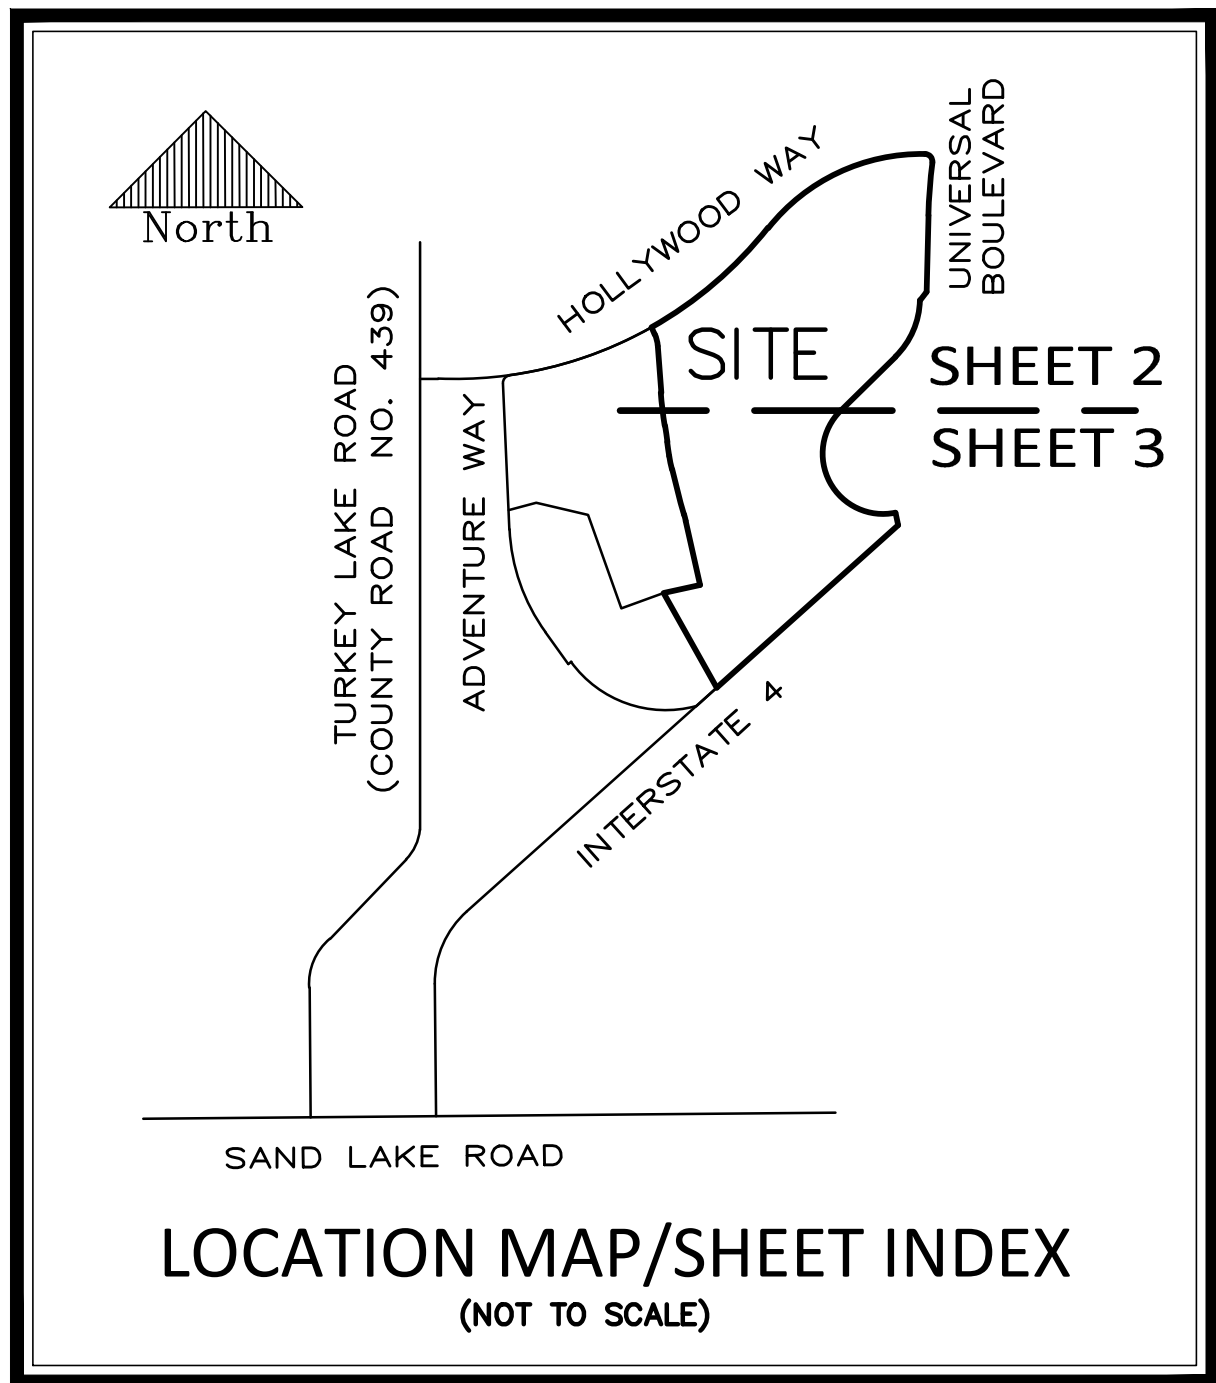 North
UNIVERSAL
BOULEVARD
HOLLYWOOD WAY
SITE
SHEET 2
SHEET 3
TURKEY LAKE ROAD
(COUNTY ROAD NO. 439)
ADVENTURE WAY
INTERSTATE 4
SAND LAKE ROAD
LOCATION MAP/SHEET INDEX
(NOT TO SCALE)